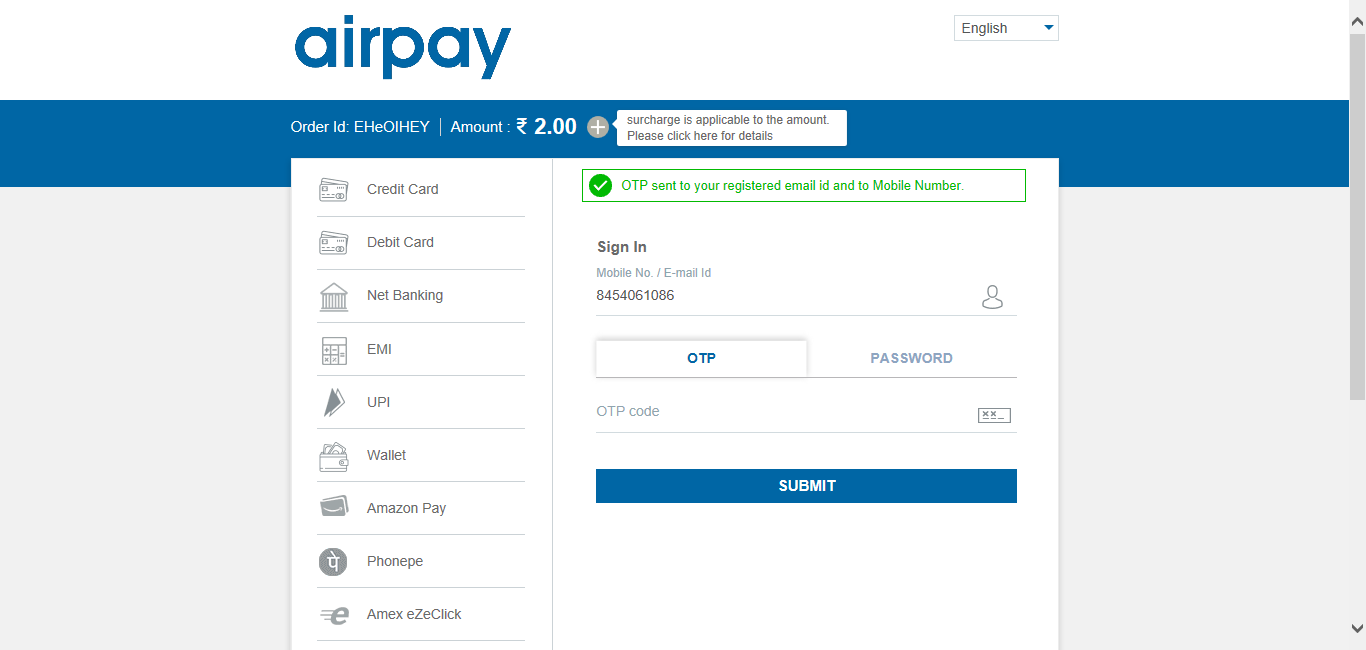 airpay
English
Order Id: EHeOIHEY | Amount : ₹ 2.00
surcharge is applicable to the amount.
Please click here for details
Credit Card
Debit Card
Net Banking
EMI
UPI
Wallet
Amazon Pay
Phonepe
Amex eZeClick
OTP sent to your registered email id and to Mobile Number.
Sign In
Mobile No. / E-mail Id
8454061086
OTP PASSWORD
OTP code
SUBMIT